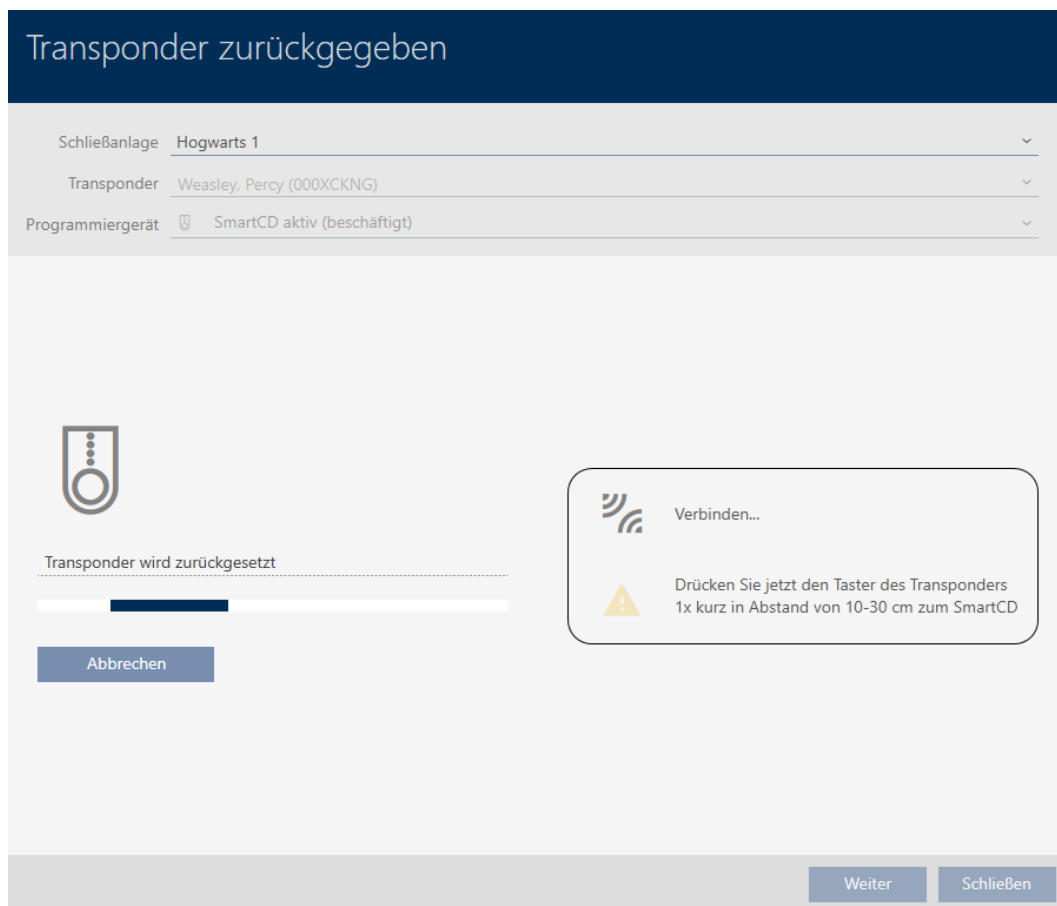 Transponder zurückgegeben
Schließanlage Hogwarts 1
Transponder Weasley, Percy (000XCKNG)
Programmiergerät SmartCD aktiv (beschäftigt)
Verbinden...
Transponder wird zurückgesetzt
Drücken Sie jetzt den Taster des Transponders
1x kurz in Abstand von 10-30 cm zum SmartCD
Abbrechen
Weiter Schließen